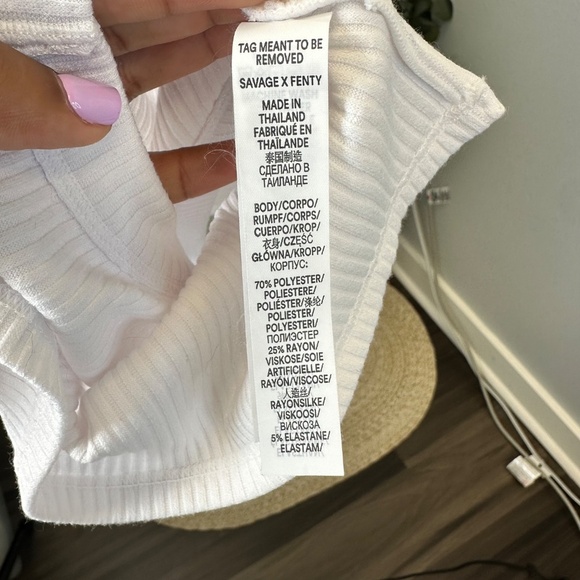 TAG MEANT TO BE
REMOVED
SAVAGE X FENTY
MADE IN
THAILAND
FABRIQUÉ EN
THAÏLANDE
泰国制造
СДЕЛАНО В
ТАИЛАНДЕ
BODY/CORPO/
RUMPF/CORPS/
CUERPO/KROP/
衣身/CZĘŚĆ
GŁÓWNA/KROPP/
КОРПУС:
70% POLYESTER/
POLIESTERE/
POLIÉSTER/涤纶/
POLIESTER/
POLYESTERI/
ПОЛИЭСТЕР
25% RAYON/
VISKOSE/SOIE
ARTIFICIELLE/
RAYÓN/VISCOSE/
人造丝/
RAYONSILKE/
VISKOOSI/
ВИСКОЗА
5% ELASTANE/
ELASTAM/